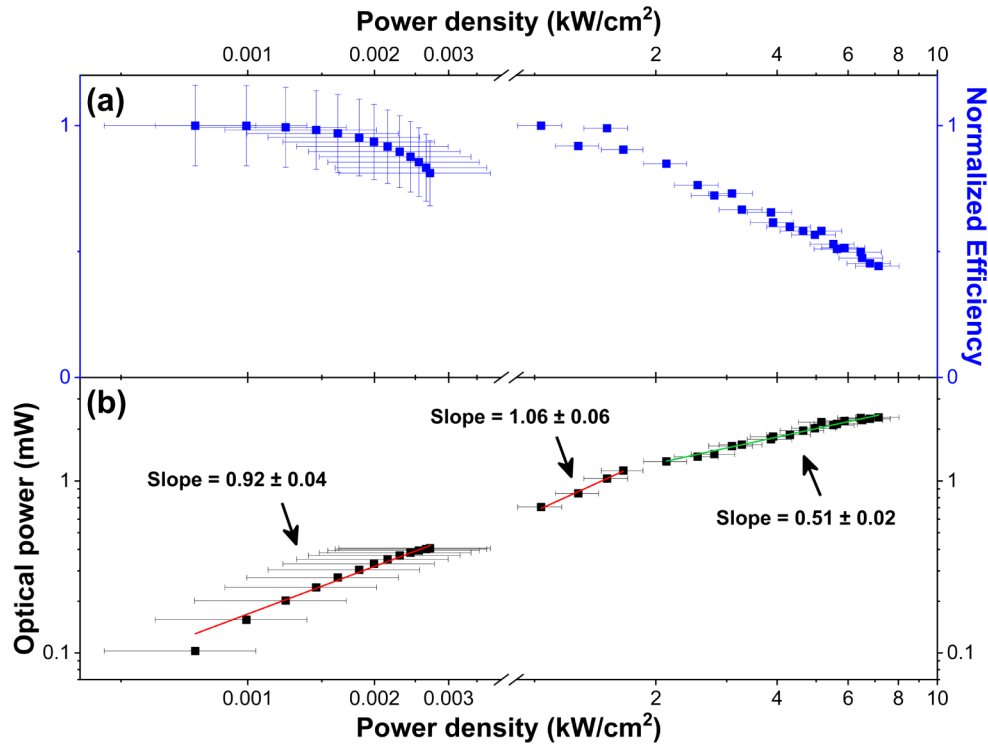 Power density (kW/cm²)
0.001 0.002 0.003 2 4 6 8 10
(a)
1 1
Normalized Efficiency
0 0
(b)
Slope = 1.06 ± 0.06
Slope = 0.92 ± 0.04
1 1
Slope = 0.51 ± 0.02
Optical power (mW)
0.1 0.1
0.001 0.002 0.003 2 4 6 8 10
Power density (kW/cm²)